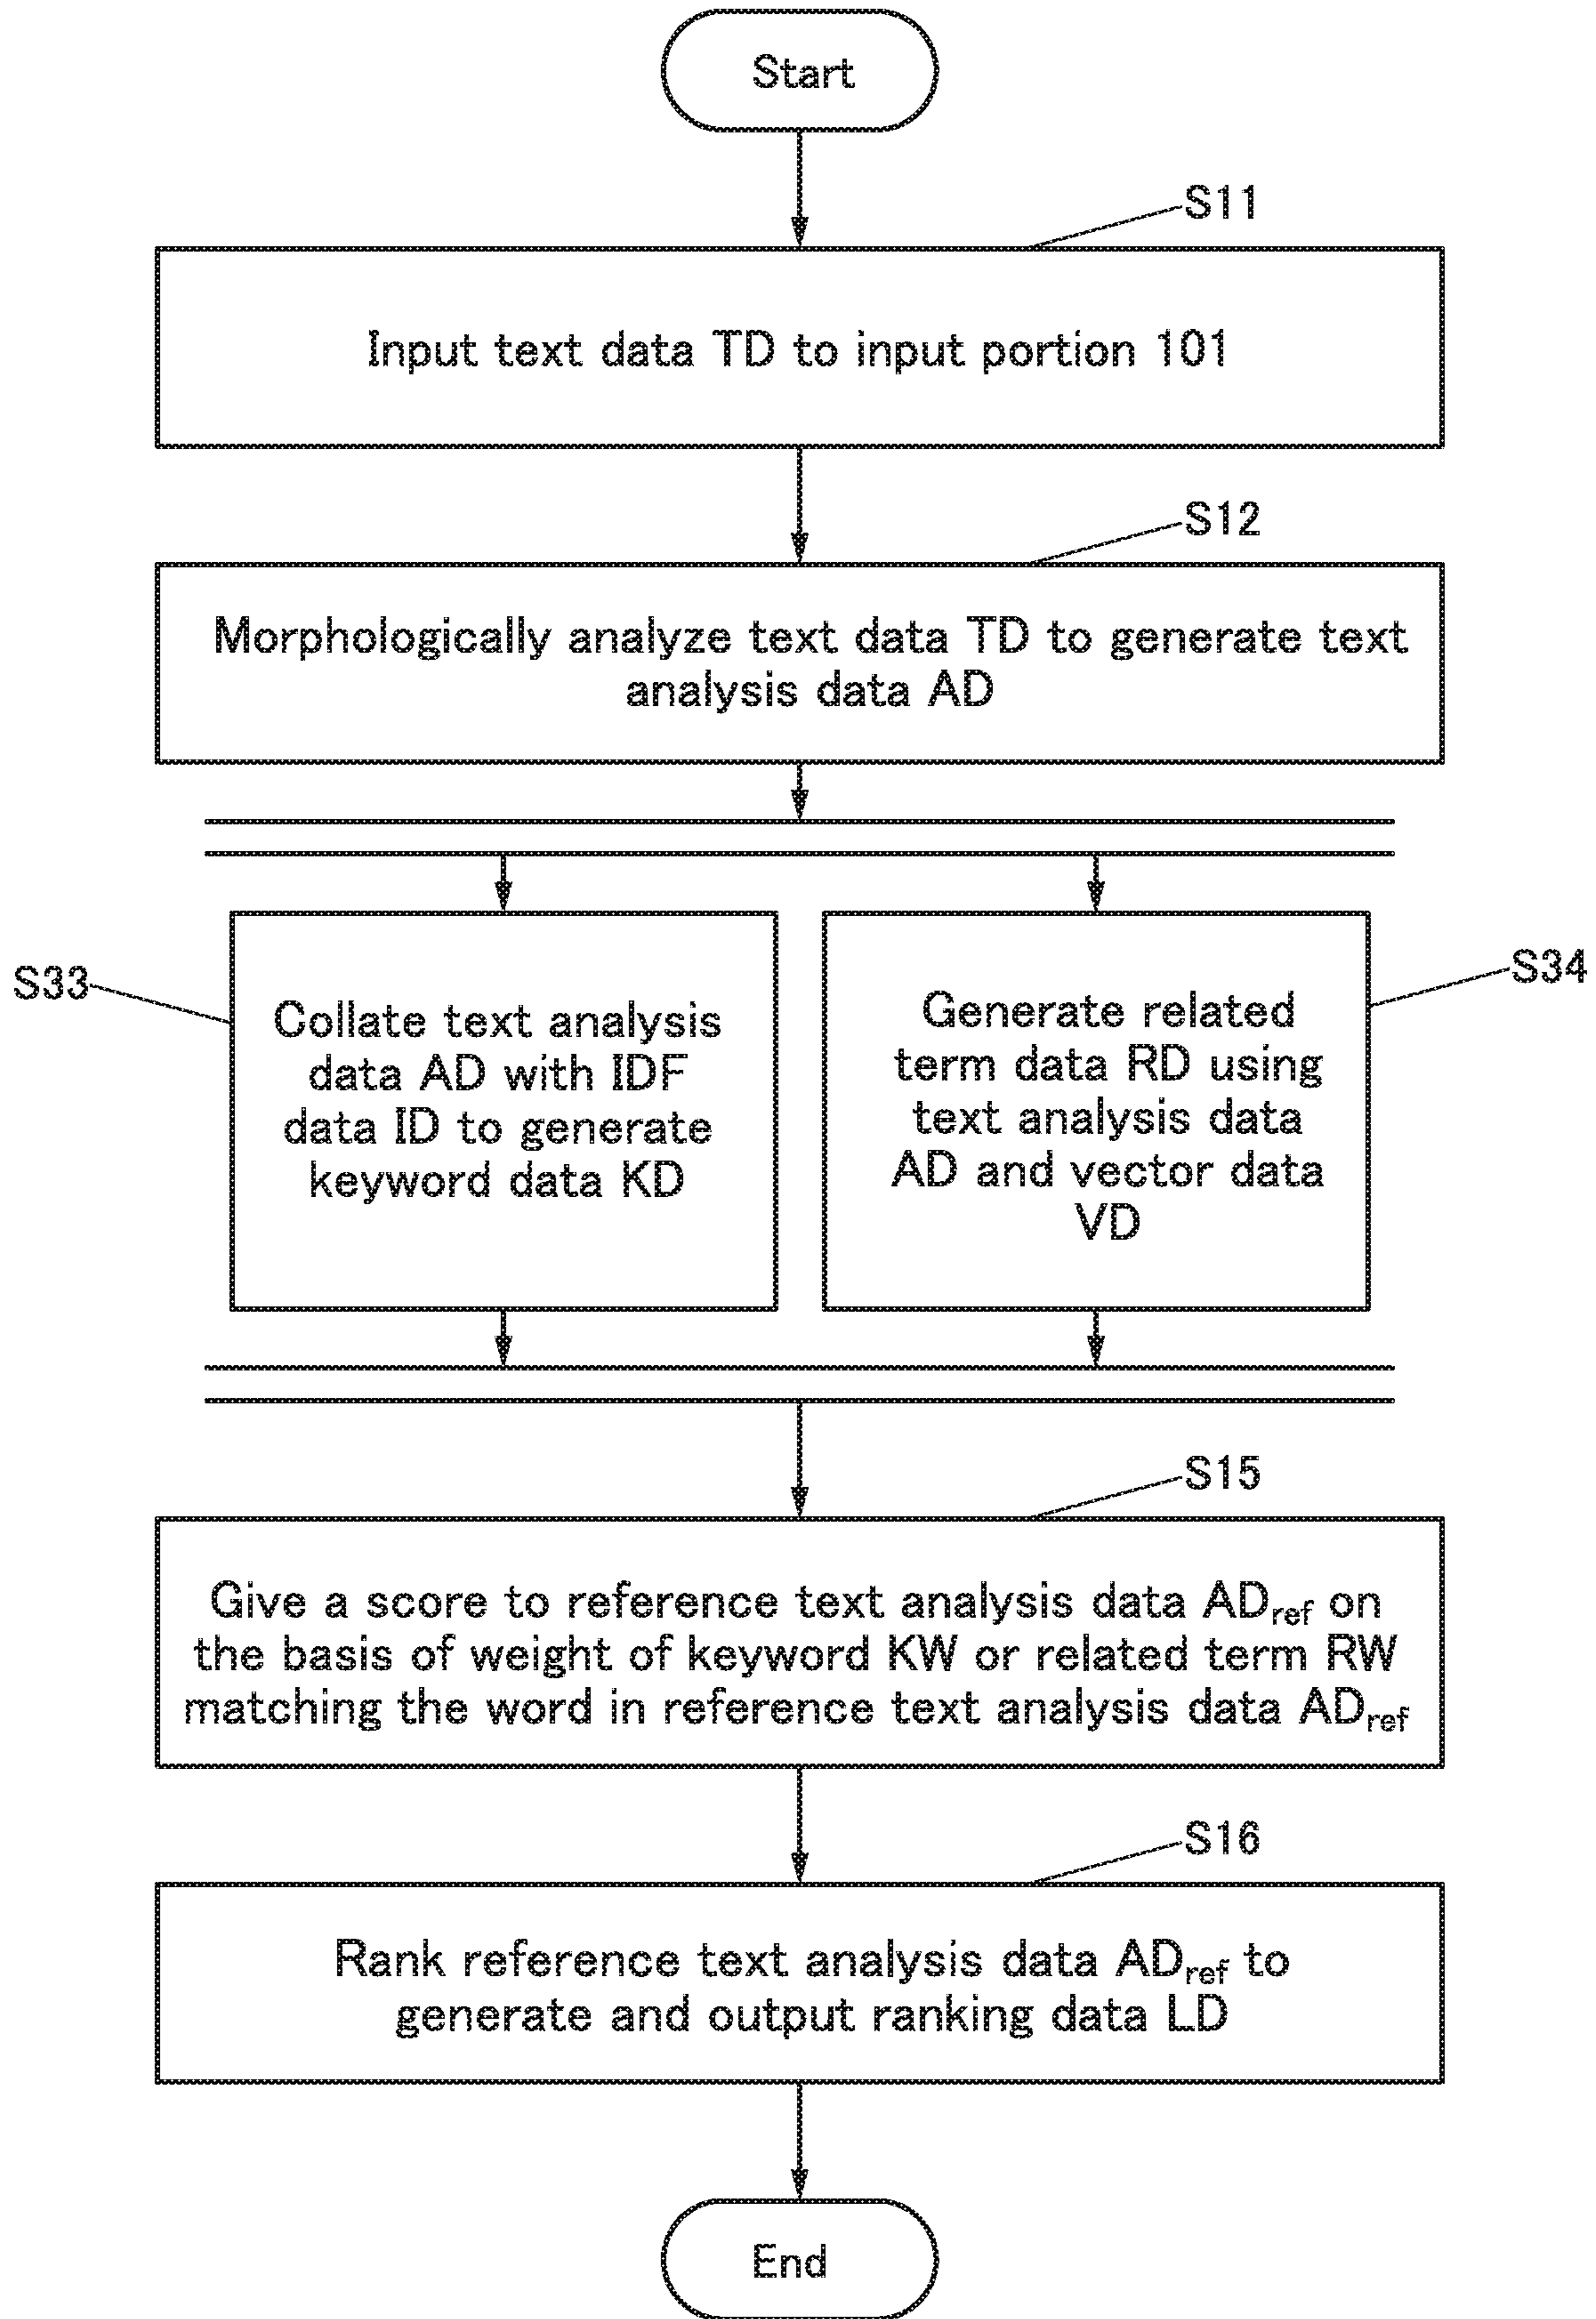 Start
S11
Input text data TD to input portion 101
S12
Morphologically analyze text data TD to generate text
analysis data AD
S33
Collate text analysis
data AD with IDF
data ID to generate
keyword data KD
S34
Generate related
term data RD using
text analysis data
AD and vector data
VD
S15
Give a score to reference text analysis data ADref on
the basis of weight of keyword KW or related term RW
matching the word in reference text analysis data ADref
S16
Rank reference text analysis data ADref to
generate and output ranking data LD
End